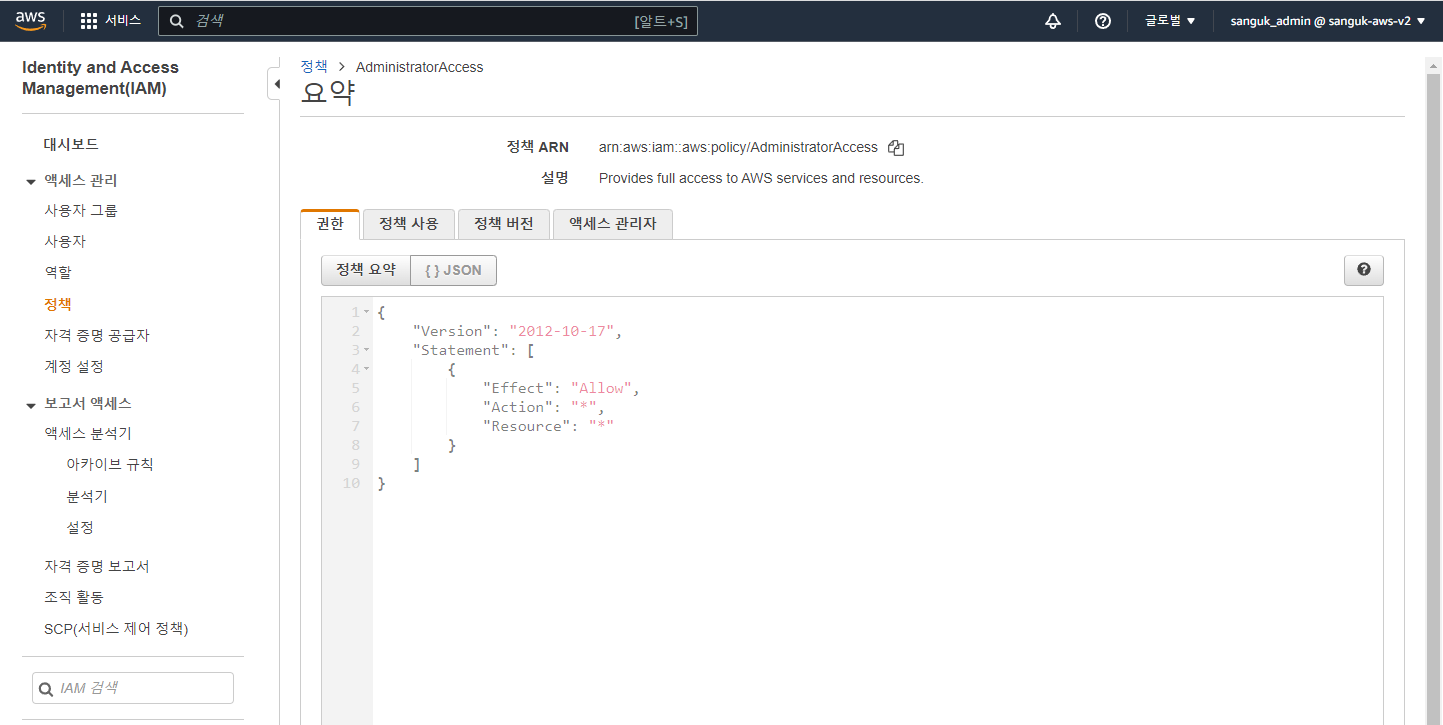 aws
서비스
검색
[알트+S]
글로벌
sanguk_admin @ sanguk-aws-v2
Identity and Access
Management(IAM)
대시보드
액세스 관리
사용자 그룹
사용자
역할
정책
자격 증명 공급자
계정 설정
보고서 액세스
액세스 분석기
아카이브 규칙
분석기
설정
자격 증명 보고서
조직 활동
SCP(서비스 제어 정책)
IAM 검색
정책 > AdministratorAccess
요약
정책 ARN arn:aws:iam::aws:policy/AdministratorAccess
설명 Provides full access to AWS services and resources.
권한 정책 사용 정책 버전 액세스 관리자
정책 요약 { } JSON
1 {
2 "Version": "2012-10-17",
3 "Statement": [
4 {
5 "Effect": "Allow",
6 "Action": "*",
7 "Resource": "*"
8 }
9 ]
10 }